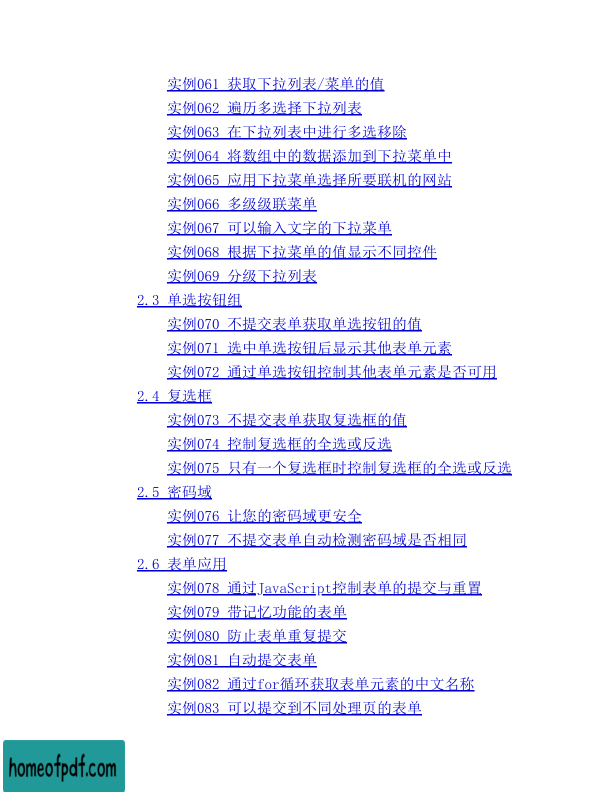 实例061 获取下拉列表/菜单的值
实例062 遍历多选择下拉列表
实例063 在下拉列表中进行多选移除
实例064 将数组中的数据添加到下拉菜单中
实例065 应用下拉菜单选择所要联机的网站
实例066 多级级联菜单
实例067 可以输入文字的下拉菜单
实例068 根据下拉菜单的值显示不同控件
实例069 分级下拉列表
2.3 单选按钮组
实例070 不提交表单获取单选按钮的值
实例071 选中单选按钮后显示其他表单元素
实例072 通过单选按钮控制其他表单元素是否可用
2.4 复选框
实例073 不提交表单获取复选框的值
实例074 控制复选框的全选或反选
实例075 只有一个复选框时控制复选框的全选或反选
2.5 密码域
实例076 让您的密码域更安全
实例077 不提交表单自动检测密码域是否相同
2.6 表单应用
实例078 通过JavaScript控制表单的提交与重置
实例079 带记忆功能的表单
实例080 防止表单重复提交
实例081 自动提交表单
实例082 通过for循环获取表单元素的中文名称
实例083 可以提交到不同处理页的表单
homeofpdf.com